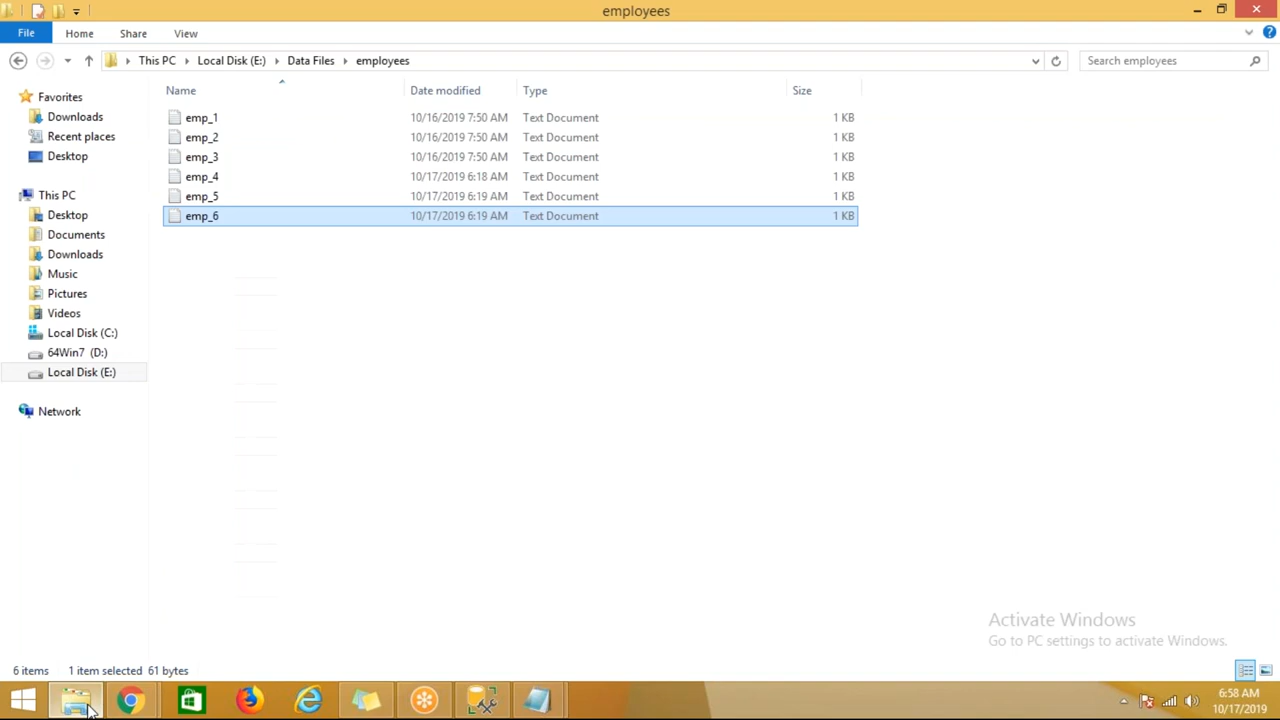 employees
File Home Share View
This PC Local Disk (E:) Data Files employees Search employees
Name Date modified Type Size
emp_1 10/16/2019 7:50 AM Text Document 1 KB
emp_2 10/16/2019 7:50 AM Text Document 1 KB
emp_3 10/16/2019 7:50 AM Text Document 1 KB
emp_4 10/17/2019 6:18 AM Text Document 1 KB
emp_5 10/17/2019 6:19 AM Text Document 1 KB
emp_6 10/17/2019 6:19 AM Text Document 1 KB
Favorites
Downloads
Recent places
Desktop
This PC
Desktop
Documents
Downloads
Music
Pictures
Videos
Local Disk (C:)
64Win7 (D:)
Local Disk (E:)
Network
Activate Windows
Go to PC settings to activate Windows.
6 items 1 item selected 61 bytes
6:58 AM
10/17/2019